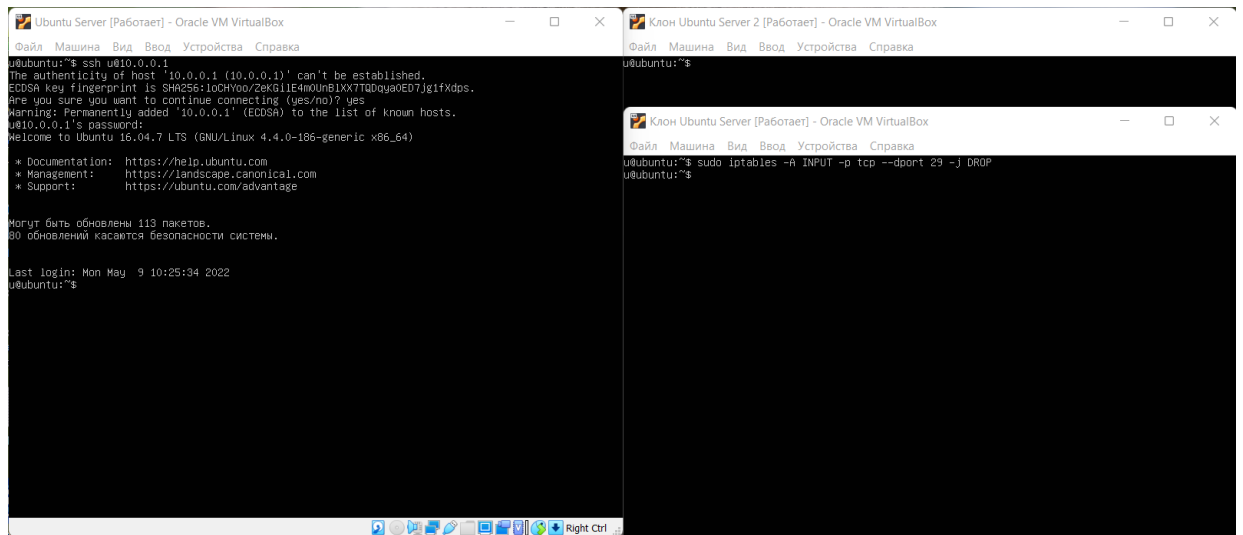 Ubuntu Server [Работает] - Oracle VM VirtualBox
Файл Машина Вид Ввод Устройства Справка
u@ubuntu:~$ ssh u@10.0.0.1
The authenticity of host '10.0.0.1 (10.0.0.1)' can't be established.
ECDSA key fingerprint is SHA256:loCHYoo/ZeKGilE4mOUnBlXX7TQDqyaOED7jg1fXdps.
Are you sure you want to continue connecting (yes/no)? yes
Warning: Permanently added '10.0.0.1' (ECDSA) to the list of known hosts.
u@10.0.0.1's password:
Welcome to Ubuntu 16.04.7 LTS (GNU/Linux 4.4.0-186-generic x86_64)
* Documentation: https://help.ubuntu.com
* Management: https://landscape.canonical.com
* Support: https://ubuntu.com/advantage
Могут быть обновлены 113 пакетов.
80 обновлений касаются безопасности системы.
Last login: Mon May 9 10:25:34 2022
u@ubuntu:~$
Right Ctrl
Клон Ubuntu Server 2 [Работает] - Oracle VM VirtualBox
Файл Машина Вид Ввод Устройства Справка
u@ubuntu:~$
Клон Ubuntu Server [Работает] - Oracle VM VirtualBox
Файл Машина Вид Ввод Устройства Справка
u@ubuntu:~$ sudo iptables -A INPUT -p tcp --dport 29 -j DROP
u@ubuntu:~$